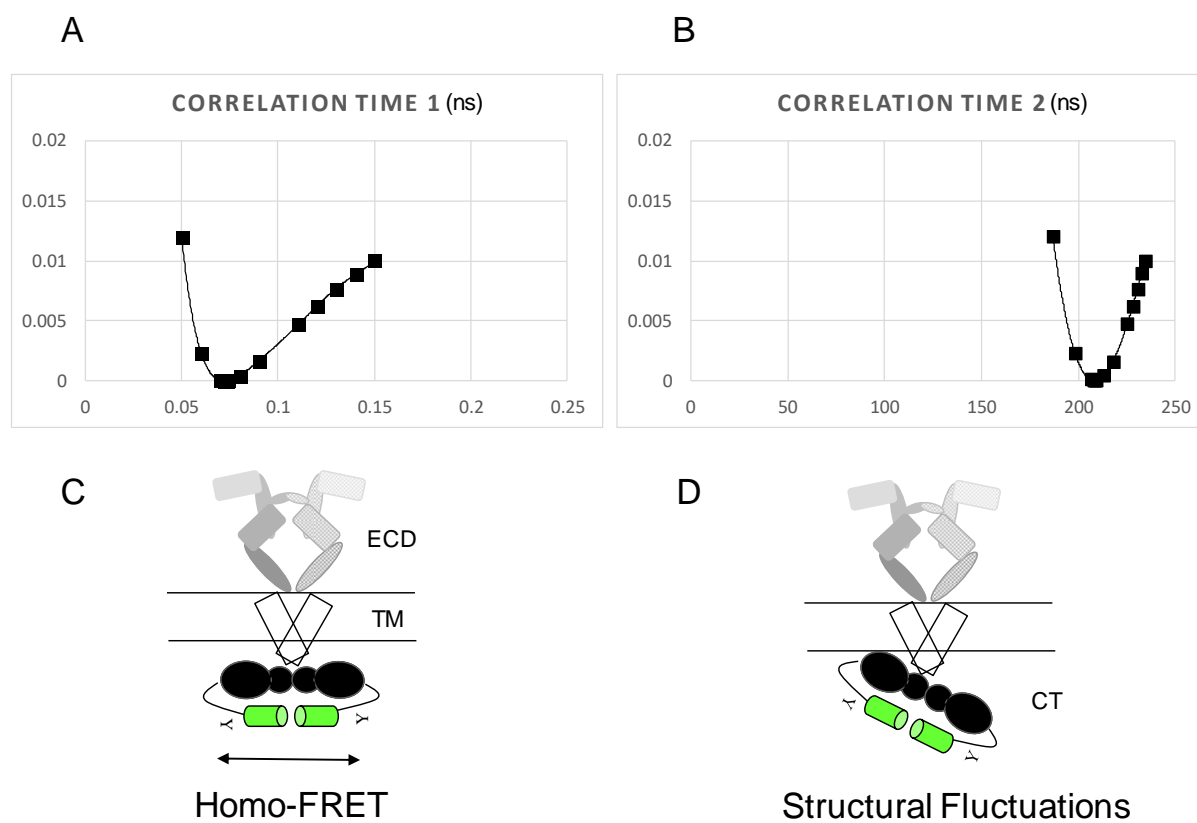 A
B
CORRELATION TIME 1 (ns)
CORRELATION TIME 2 (ns)
0.02
0.015
0.01
0.005
0
0 0.05 0.1 0.15 0.2 0.25
0.02
0.015
0.01
0.005
0
0 50 100 150 200 250
C
D
ECD
TM
CT
Y Y
Y Y
Homo-FRET
Structural Fluctuations